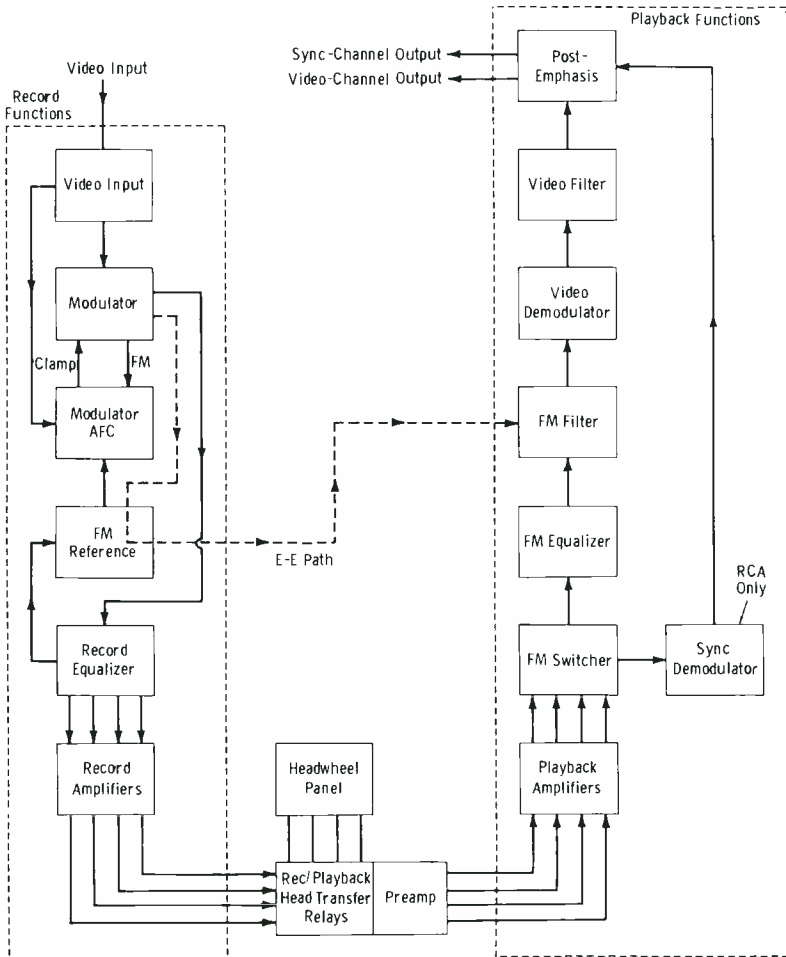 Playback Functions
Sync-Channel Output
Video-Channel Output
Post-
Emphasis
Video Input
Record
Functions
Video Input
Video Filter
Modulator
Video
Demodulator
Clamp
FM
Modulator
AFC
FM Filter
FM
Reference
E-E Path
FM Equalizer
RCA
Only
Record
Equalizer
FM Switcher
Sync
Demodulator
Record
Amplifiers
Headwheel
Panel
Playback
Amplifiers
Rec/Playback
Head Transfer
Relays
Preamp